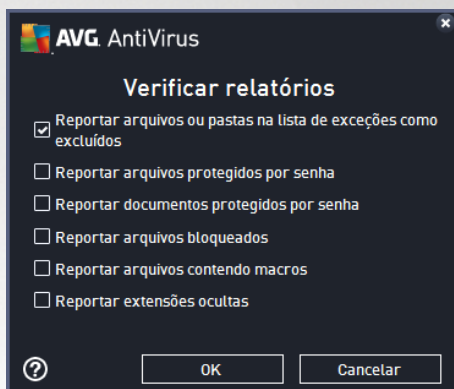 AVG. AntiVirus
Verificar relatórios
Reportar arquivos ou pastas na lista de exceções como
excluídos
Reportar arquivos protegidos por senha
Reportar documentos protegidos por senha
Reportar arquivos bloqueados
Reportar arquivos contendo macros
Reportar extensões ocultas
OK
Cancelar